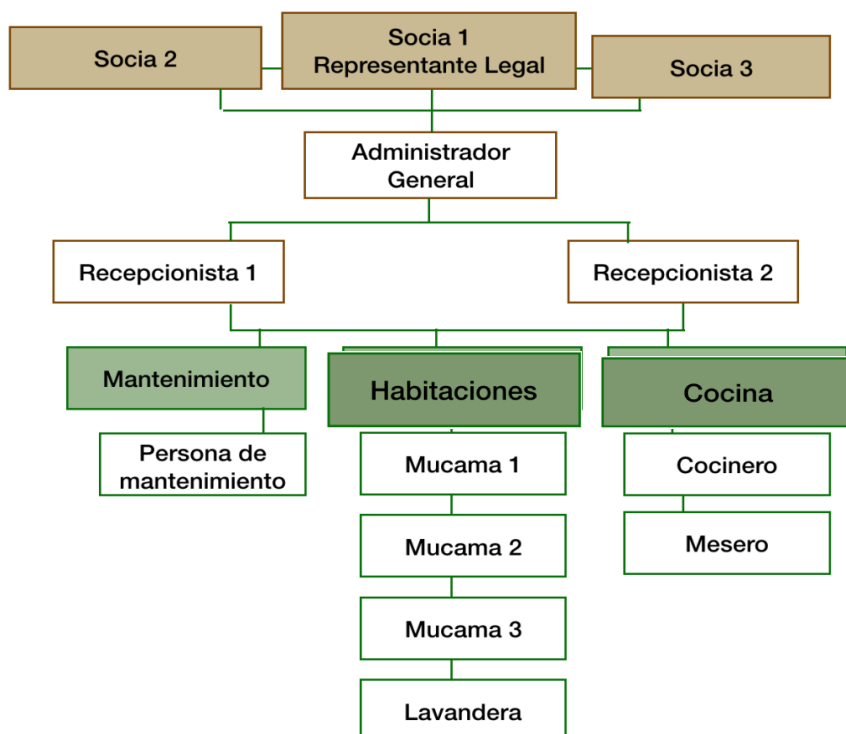 Socia 2
Socia 1
Representante Legal
Socia 3
Administrador
General
Recepcionista 1
Recepcionista 2
Mantenimiento
Habitaciones
Cocina
Persona de
mantenimiento
Mucama 1
Cocinero
Mucama 2
Mesero
Mucama 3
Lavandera